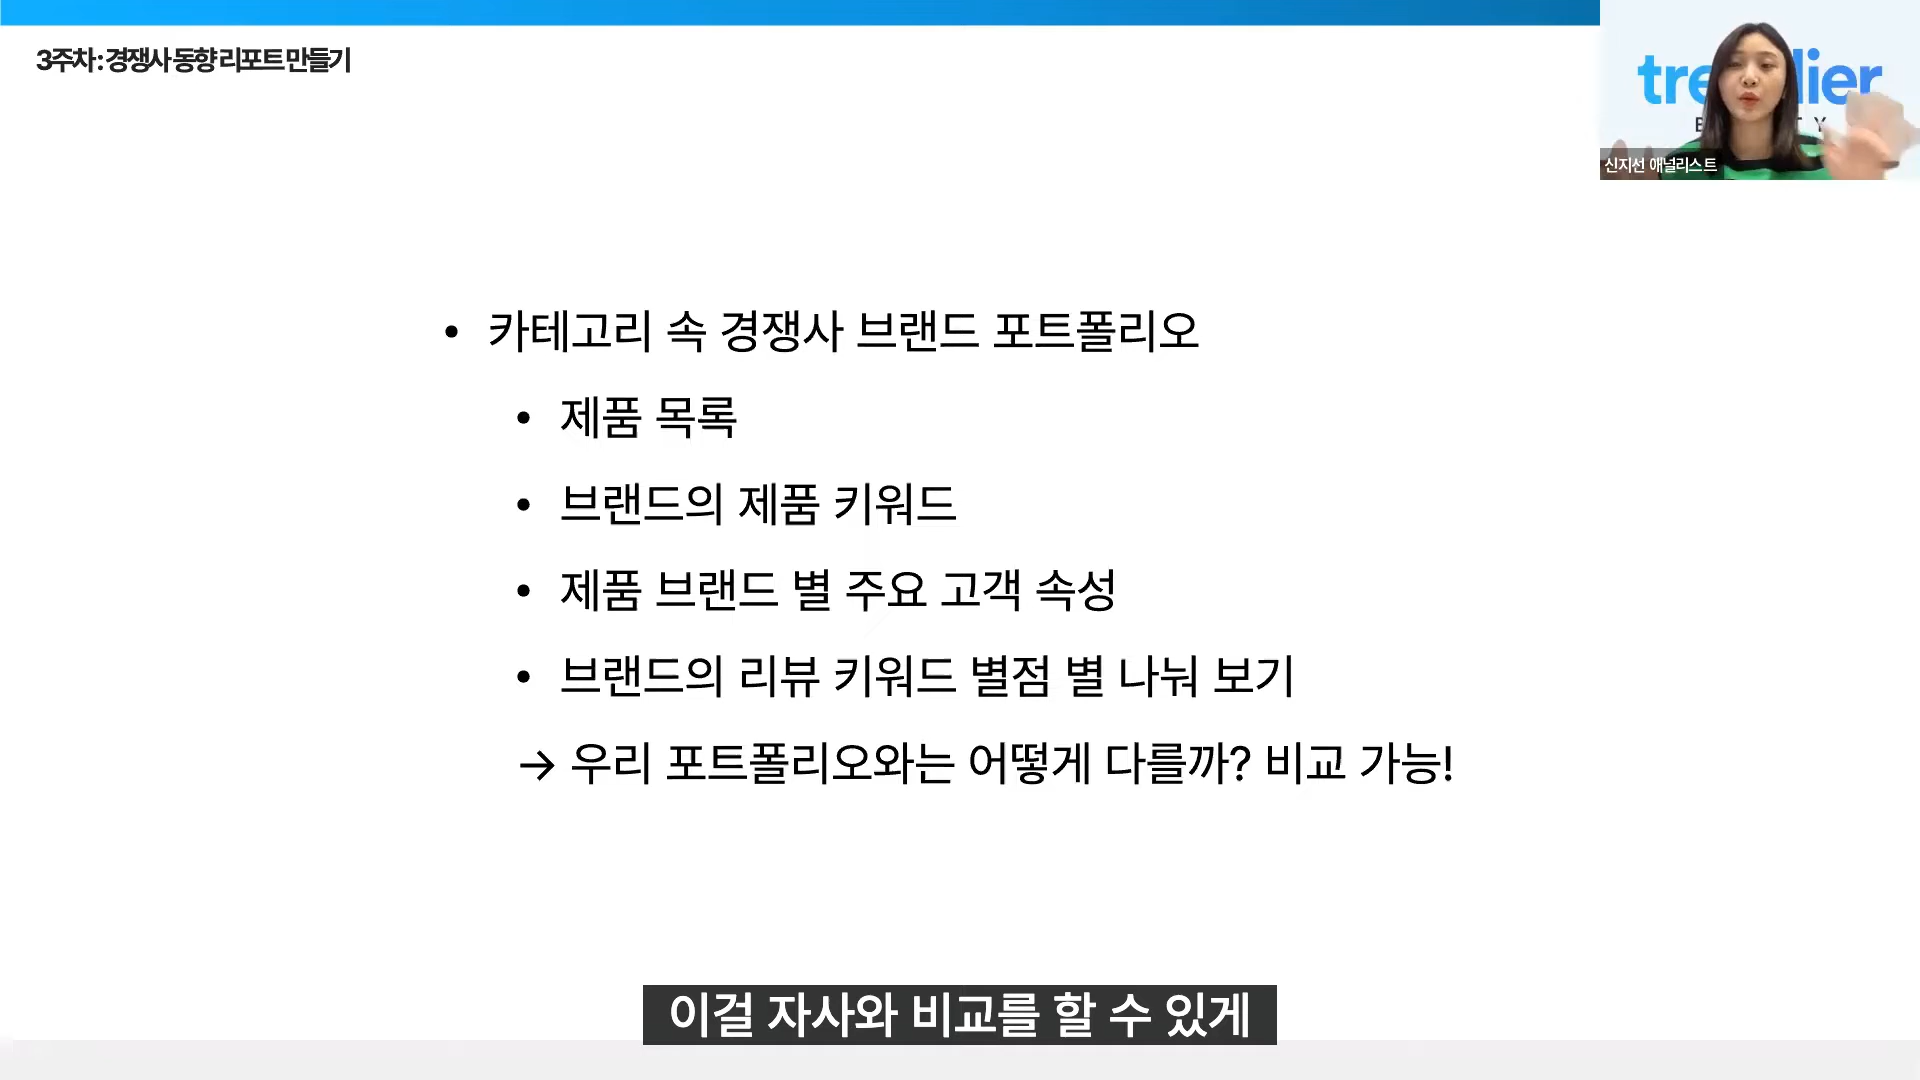 3주차: 경쟁사 동향 리포트 만들기
신지선 애널리스트
• 카테고리 속 경쟁사 브랜드 포트폴리오
• 제품 목록
• 브랜드의 제품 키워드
• 제품 브랜드 별 주요 고객 속성
• 브랜드의 리뷰 키워드 별점 별 나눠 보기
→ 우리 포트폴리오와는 어떻게 다를까? 비교 가능!
이걸 자사와 비교를 할 수 있게